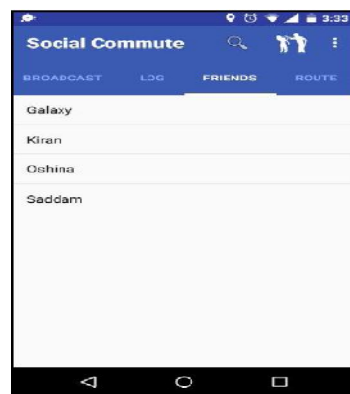 3:33
Social Commute
BROADCAST LOG FRIENDS ROUTE
Galaxy
Kiran
Oshina
Saddam